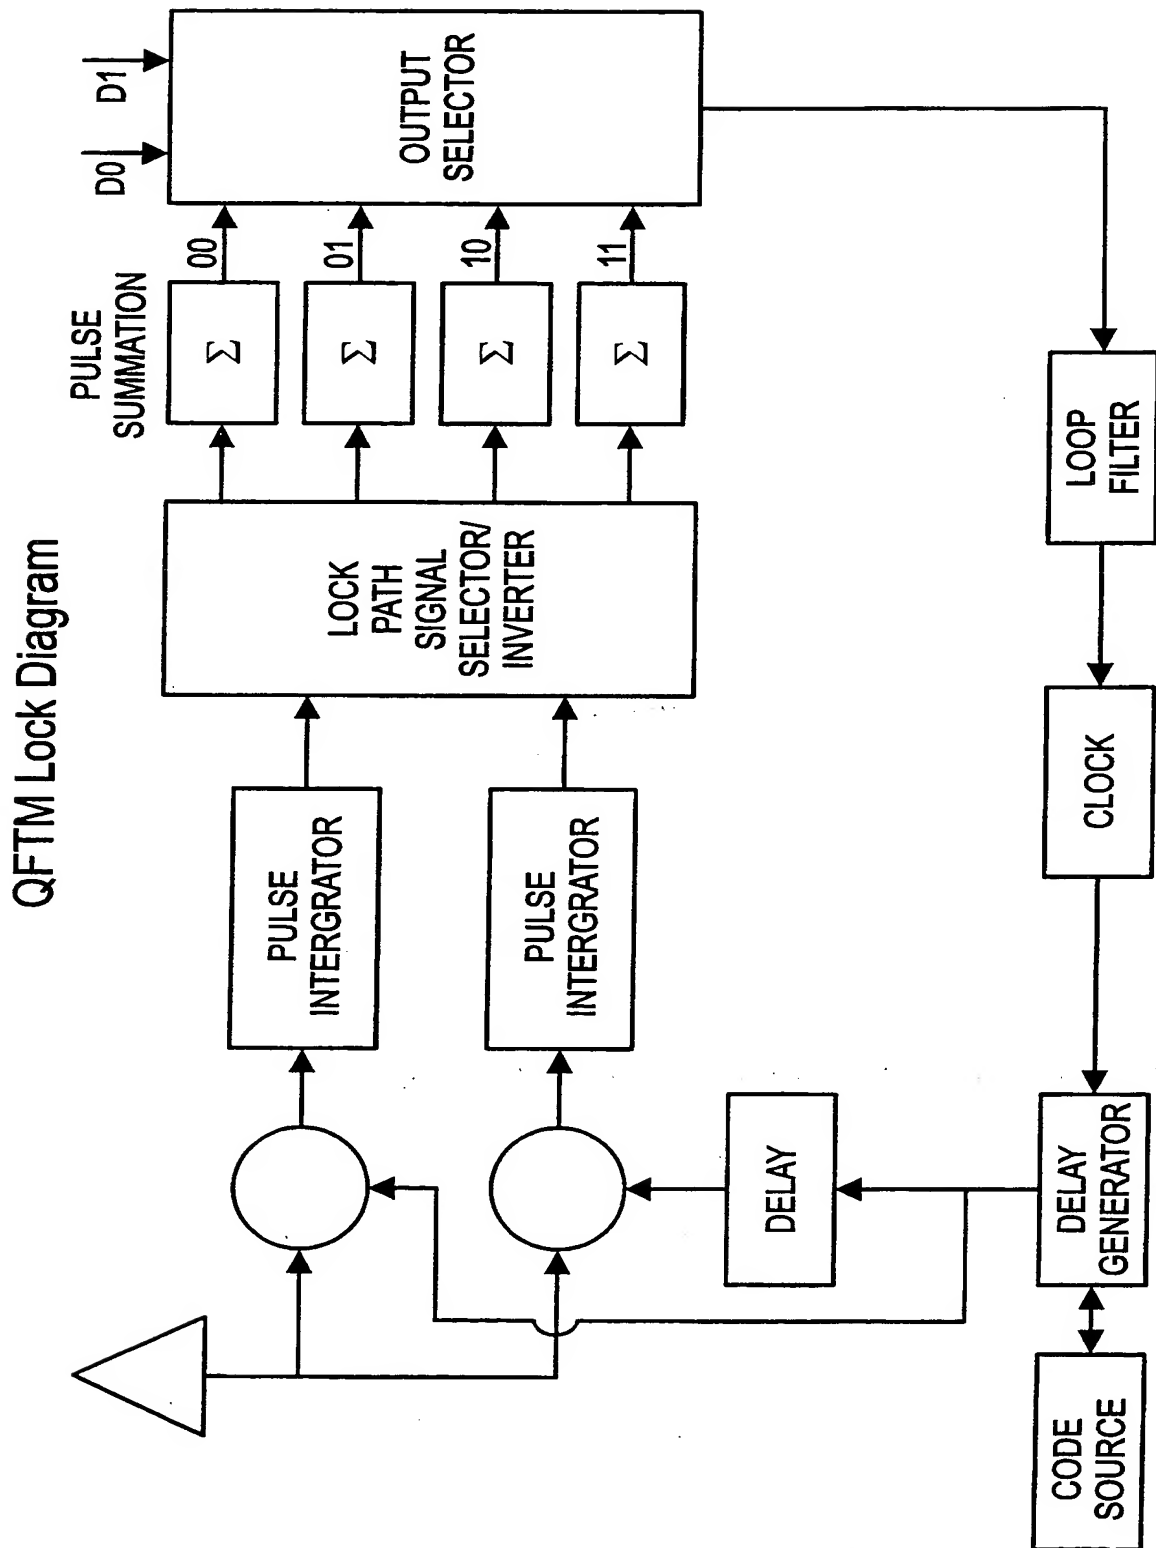 QFTM Lock Diagram
PULSE
SUMMATION
D0
D1
PULSE
INTERGRATOR
PULSE
INTERGRATOR
LOCK
PATH
SIGNAL
SELECTOR/
INVERTER
Σ
Σ
Σ
Σ
00
01
10
11
OUTPUT
SELECTOR
DELAY
CODE
SOURCE
DELAY
GENERATOR
CLOCK
LOOP
FILTER